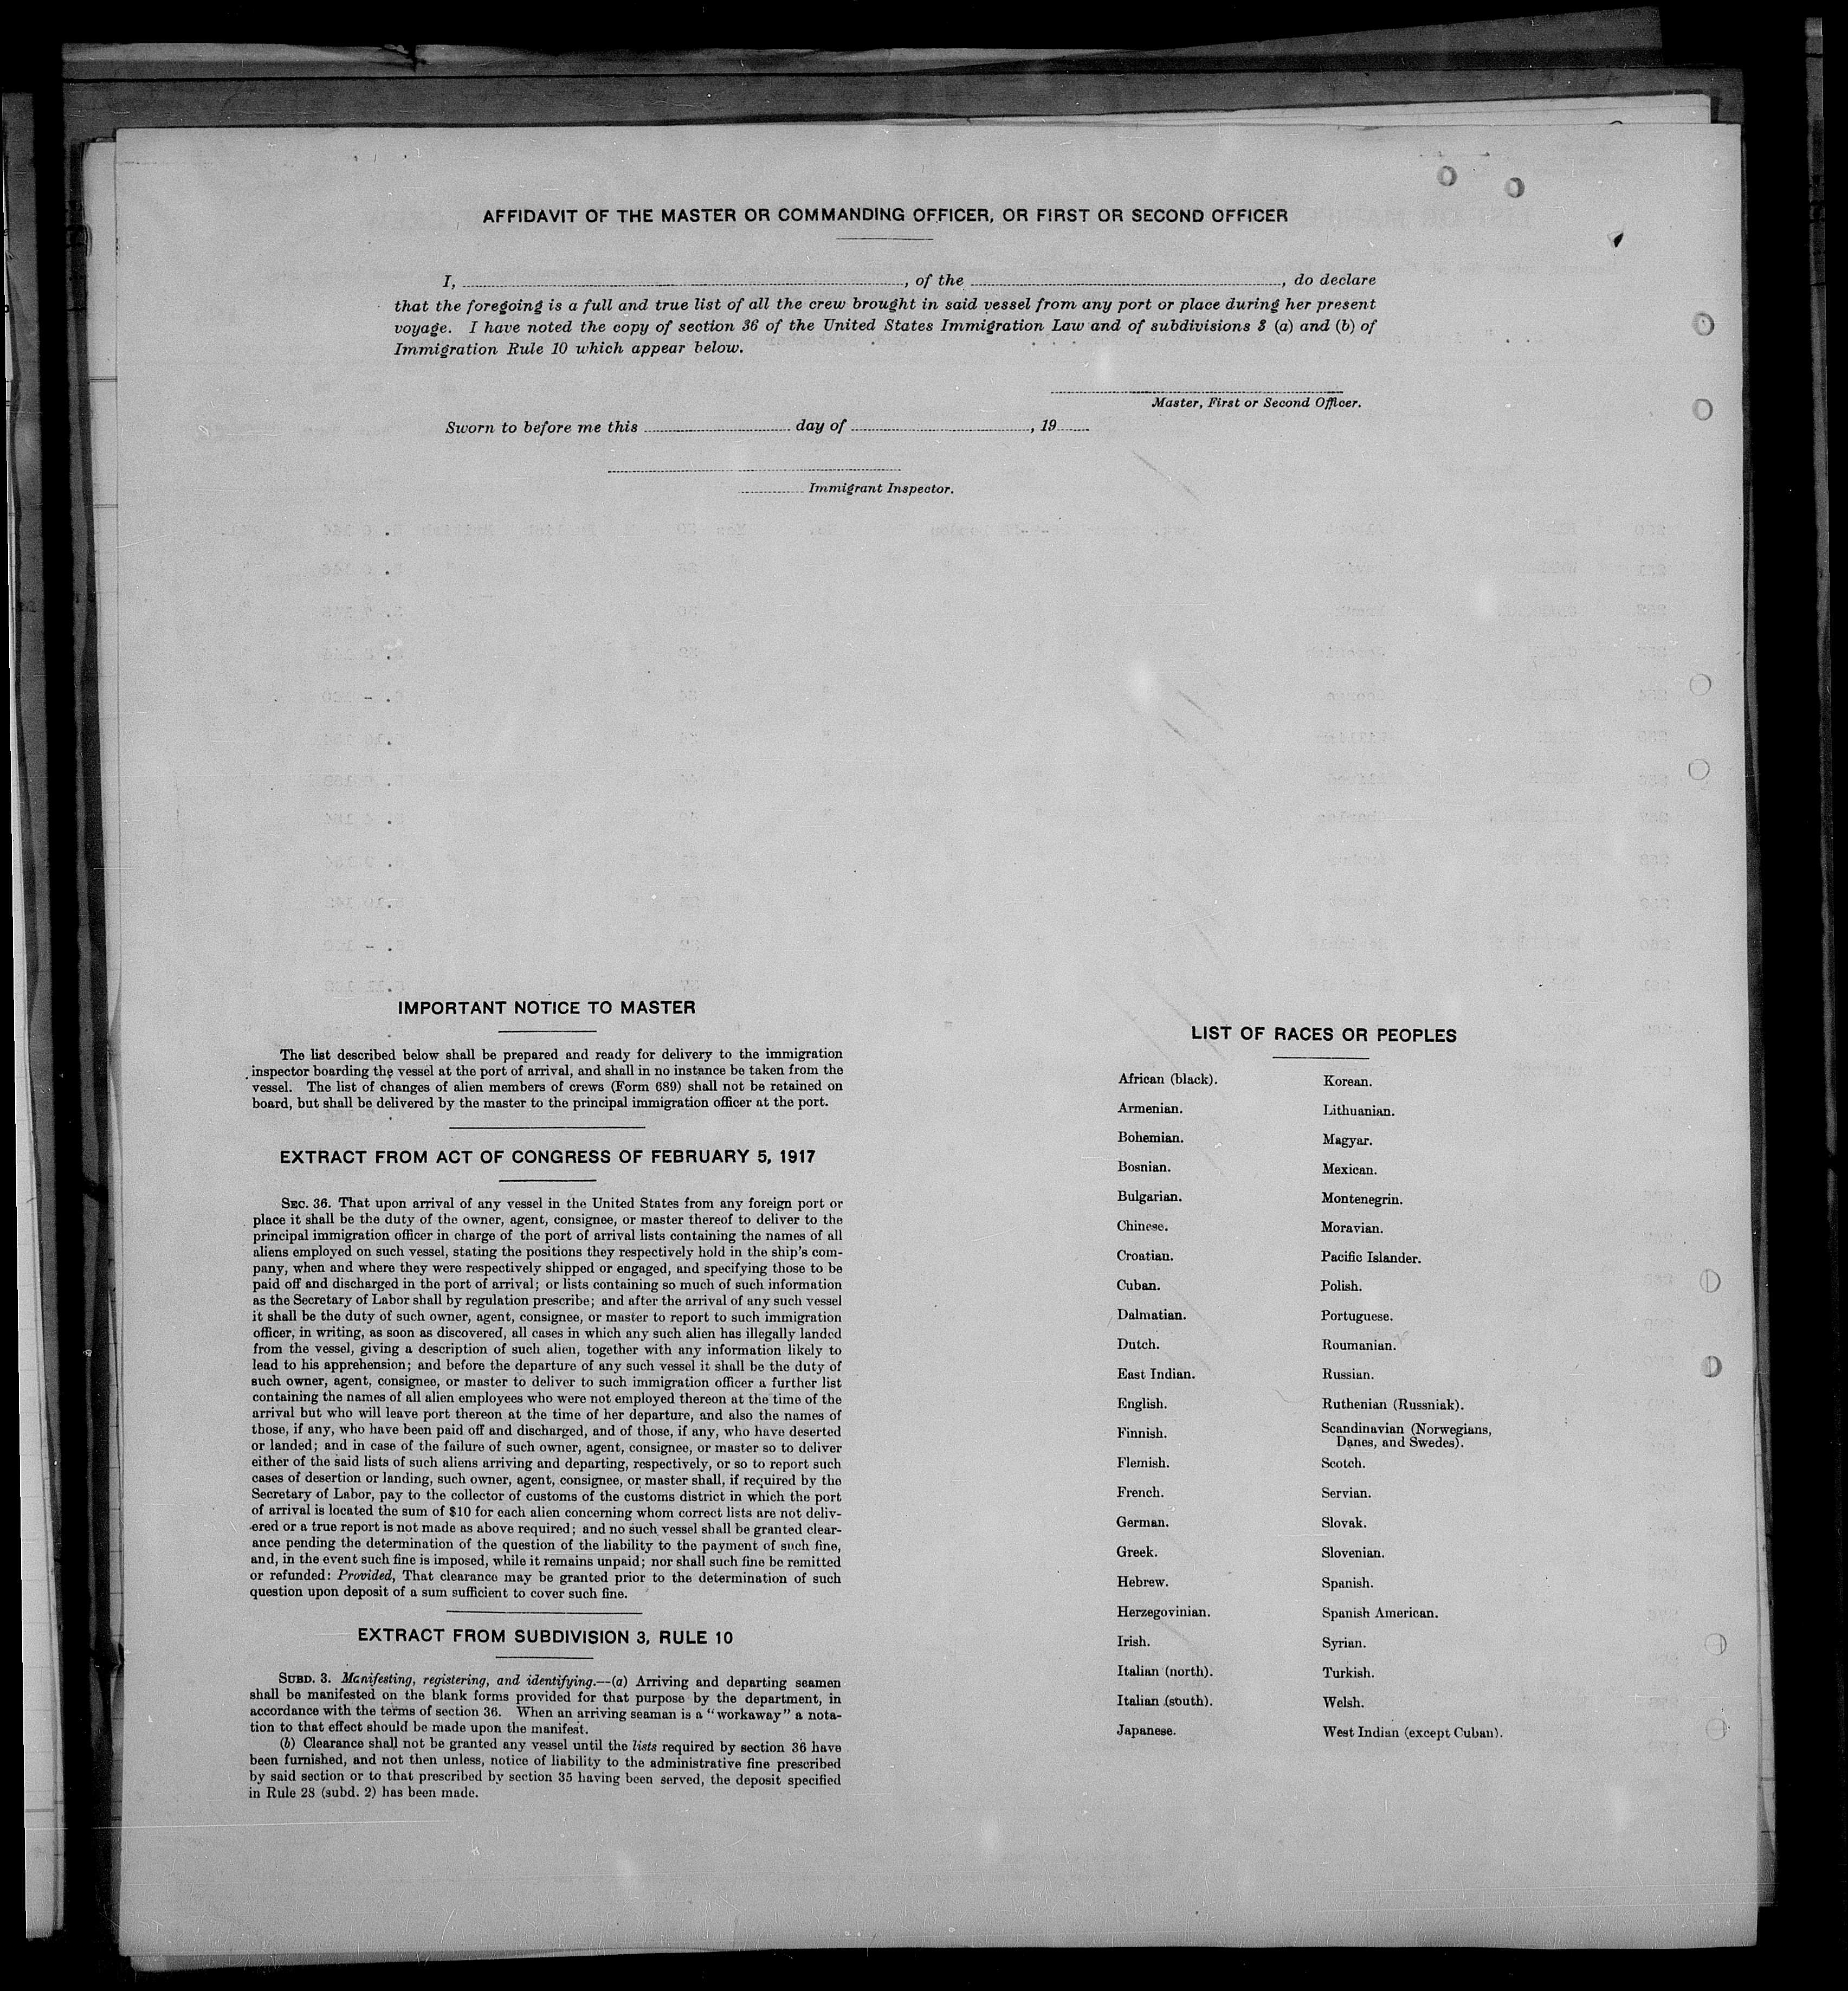 AFFIDAVIT OF THE MASTER OR COMMANDING OFFICER, OR FIRST OR SECOND OFFICER
I, , of the , do declare
that the foregoing is a full and true list of all the crew brought in said vessel from any port or place during her present
voyage. I have noted the copy of section 36 of the United States Immigration Law and of subdivisions 3 (a) and (b) of
Immigration Rule 10 which appear below.
Master, First or Second Officer.
Sworn to before me this day of , 19
Immigrant Inspector.
IMPORTANT NOTICE TO MASTER
The list described below shall be prepared and ready for delivery to the immigration
inspector boarding the vessel at the port of arrival, and shall in no instance be taken from the
vessel. The list of changes of alien members of crews (Form 689) shall not be retained on
board, but shall be delivered by the master to the principal immigration officer at the port.
EXTRACT FROM ACT OF CONGRESS OF FEBRUARY 5, 1917
SEC. 36. That upon arrival of any vessel in the United States from any foreign port or
place it shall be the duty of the owner, agent, consignee, or master thereof to deliver to the
principal immigration officer in charge of the port of arrival lists containing the names of all
aliens employed on such vessel, stating the positions they respectively hold in the ship's com-
pany, when and where they were respectively shipped or engaged, and specifying those to be
paid off and discharged in the port of arrival; or lists containing so much of such information
as the Secretary of Labor shall by regulation prescribe; and after the arrival of any such vessel
it shall be the duty of such owner, agent, consignee, or master to report to such immigration
officer, in writing, as soon as discovered, all cases in which any such alien has illegally landed
from the vessel, giving a description of such alien, together with any information likely to
lead to his apprehension; and before the departure of any such vessel it shall be the duty of
such owner, agent, consignee, or master to deliver to such immigration officer a further list
containing the names of all alien employees who were not employed thereon at the time of the
arrival but who will leave port thereon at the time of her departure, and also the names of
those, if any, who have been paid off and discharged, and of those, if any, who have deserted
or landed; and in case of the failure of such owner, agent, consignee, or master so to deliver
either of the said lists of such aliens arriving and departing, respectively, or so to report such
cases of desertion or landing, such owner, agent, consignee, or master shall, if required by the
Secretary of Labor, pay to the collector of customs of the customs district in which the port
of arrival is located the sum of $10 for each alien concerning whom correct lists are not deliv-
ered or a true report is not made as above required; and no such vessel shall be granted clear-
ance pending the determination of the question of the liability to the payment of such fine,
and, in the event such fine is imposed, while it remains unpaid; nor shall such fine be remitted
or refunded: Provided, That clearance may be granted prior to the determination of such
question upon deposit of a sum sufficient to cover such fine.
EXTRACT FROM SUBDIVISION 3, RULE 10
SUBD. 3. Manifesting, registering, and identifying.—(a) Arriving and departing seamen
shall be manifested on the blank forms provided for that purpose by the department, in
accordance with the terms of section 36. When an arriving seaman is a "workaway" a nota-
tion to that effect should be made upon the manifest.
(b) Clearance shall not be granted any vessel until the lists required by section 36 have
been furnished, and not then unless, notice of liability to the administrative fine prescribed
by said section or to that prescribed by section 35 having been served, the deposit specified
in Rule 28 (subd. 2) has been made.
LIST OF RACES OR PEOPLES
African (black).
Armenian.
Bohemian.
Bosnian.
Bulgarian.
Chinese.
Croatian.
Cuban.
Dalmatian.
Dutch.
East Indian.
English.
Finnish.
Flemish.
French.
German.
Greek.
Hebrew.
Herzegovinian.
Irish.
Italian (north).
Italian (south).
Japanese.
Korean.
Lithuanian.
Magyar.
Mexican.
Montenegrin.
Moravian.
Pacific Islander.
Polish.
Portuguese.
Roumanian.
Russian.
Ruthenian (Russniak).
Scandinavian (Norwegians,
Danes, and Swedes).
Scotch.
Servian.
Slovak.
Slovenian.
Spanish.
Spanish American.
Syrian.
Turkish.
Welsh.
West Indian (except Cuban).